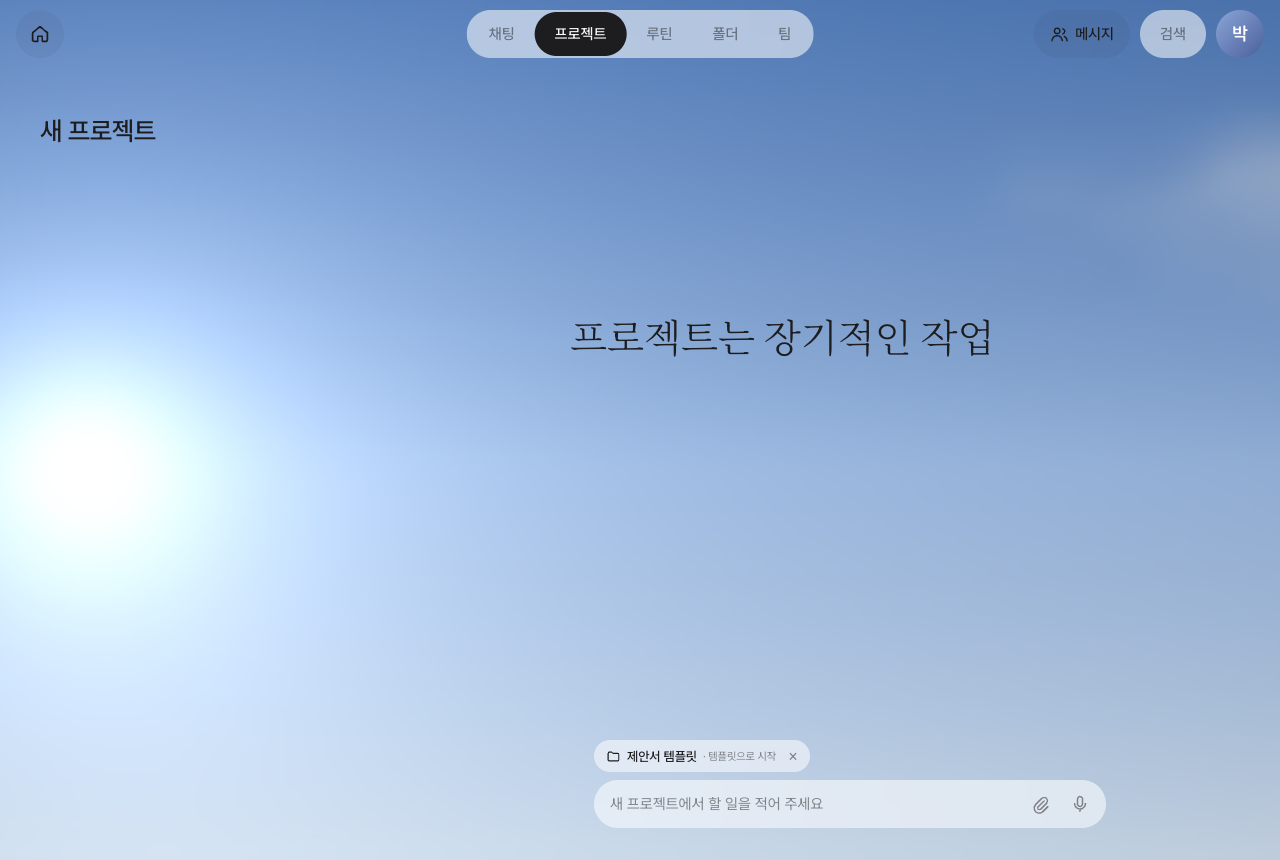 채팅
프로젝트
루틴
폴더
팀
메시지
검색
박
새 프로젝트
프로젝트는 장기적인 작업
제안서 템플릿 · 템플릿으로 시작
새 프로젝트에서 할 일을 적어 주세요